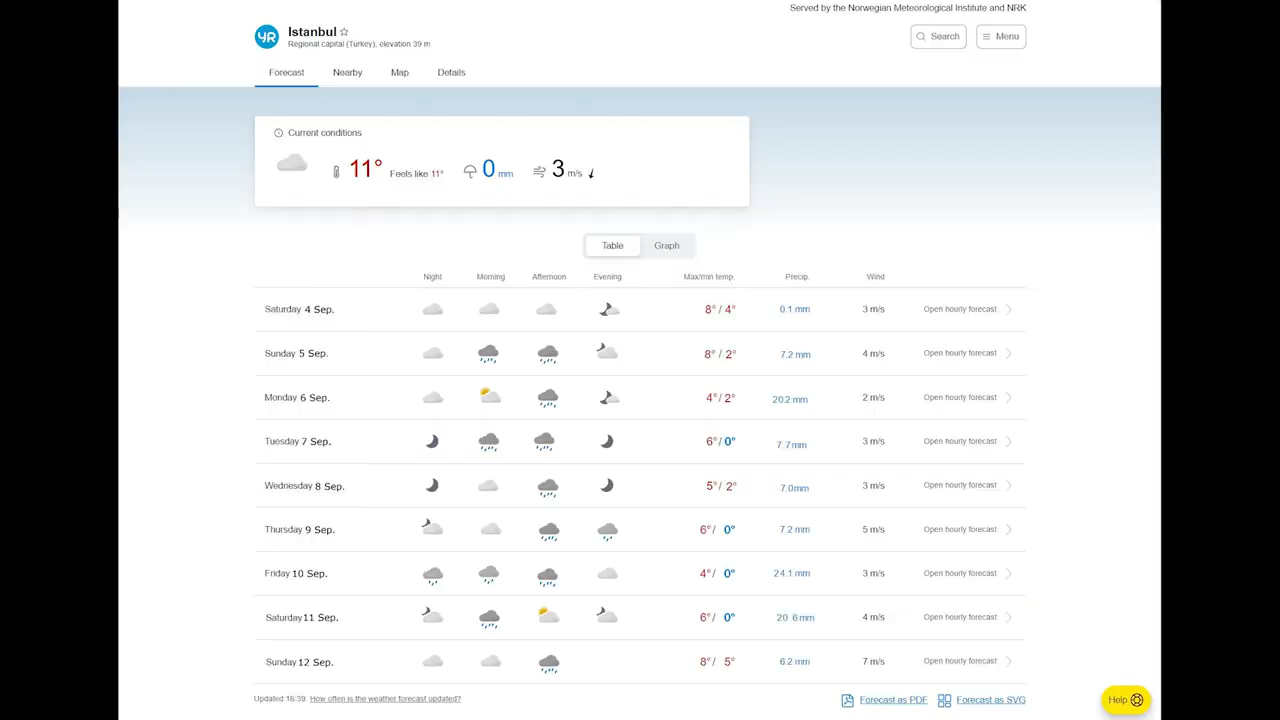 Served by the Norwegian Meteorological Institute and NRK
YR
Istanbul
Regional capital (Turkey), elevation 39 m
Search
Menu
Forecast Nearby Map Details
Current conditions
11° Feels like 11° 0 mm 3 m/s
Table Graph
Night Morning Afternoon Evening Max/min temp. Precip. Wind
Saturday 4 Sep. 8° / 4° 0.1 mm 3 m/s Open hourly forecast
Sunday 5 Sep. 8° / 2° 7.2 mm 4 m/s Open hourly forecast
Monday 6 Sep. 4° / 2° 20.2 mm 2 m/s Open hourly forecast
Tuesday 7 Sep. 6° / 0° 7 7 mm 3 m/s Open hourly forecast
Wednesday 8 Sep. 5° / 2° 7.0mm 3 m/s Open hourly forecast
Thursday 9 Sep. 6° / 0° 7.2 mm 5 m/s Open hourly forecast
Friday 10 Sep. 4° / 0° 24.1 mm 3 m/s Open hourly forecast
Saturday 11 Sep. 6° / 0° 20 6 mm 4 m/s Open hourly forecast
Sunday 12 Sep. 8° / 5° 6.2 mm 7 m/s Open hourly forecast
Updated 16:39. How often is the weather forecast updated? Forecast as PDF Forecast as SVG
Help